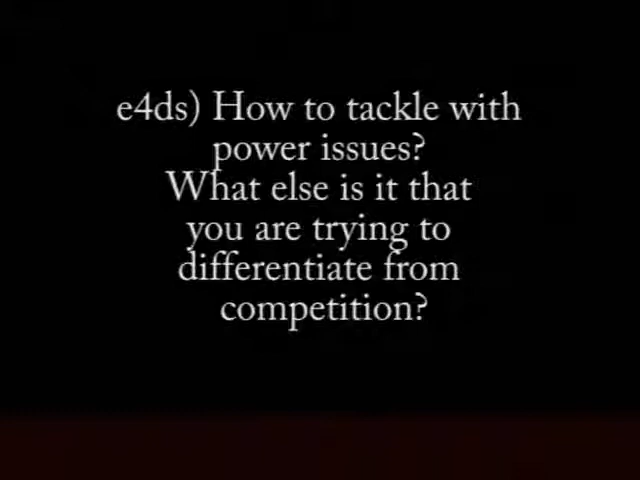 e4ds) How to tackle with
power issues?
What else is it that
you are trying to
differentiate from
competition?